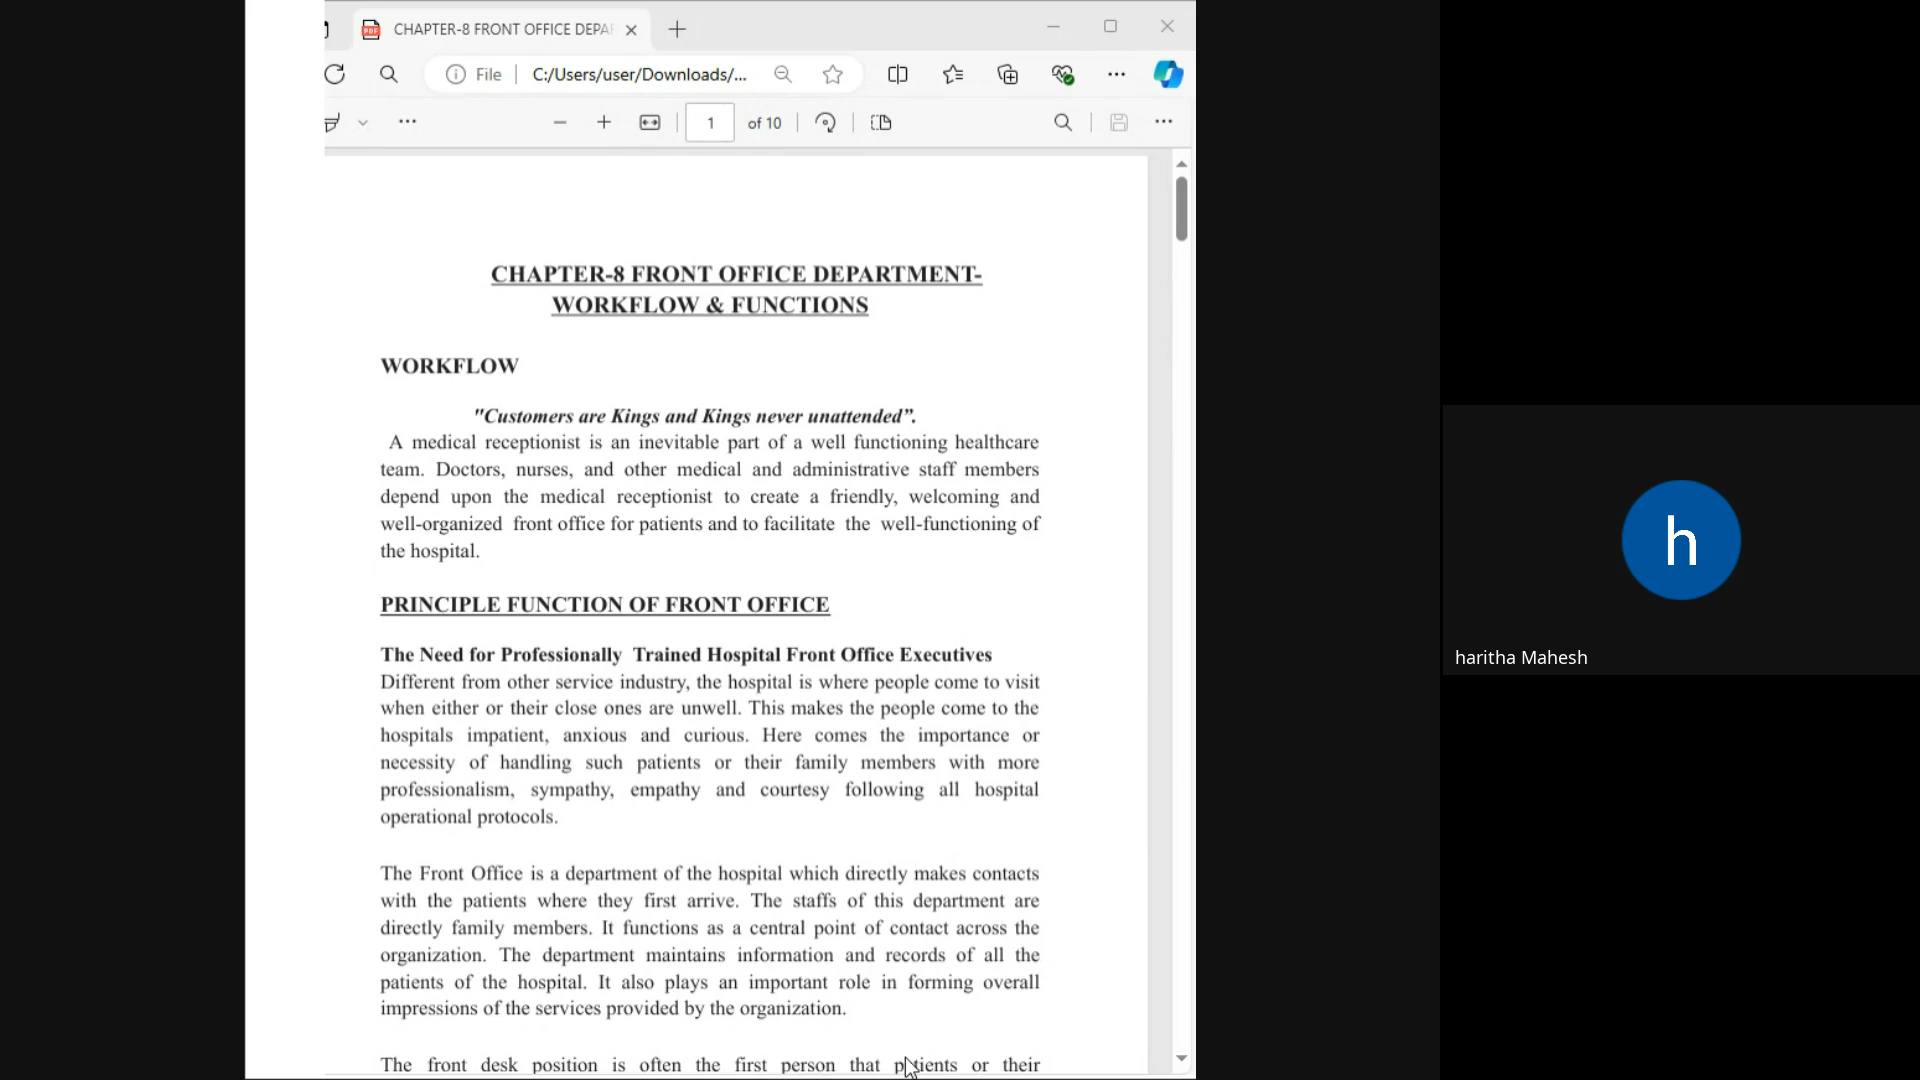 CHAPTER-8 FRONT OFFICE DEPA
File
C:/Users/user/Downloads/...
1
of 10
CHAPTER-8 FRONT OFFICE DEPARTMENT-
WORKFLOW & FUNCTIONS
WORKFLOW
"Customers are Kings and Kings never unattended”.
A medical receptionist is an inevitable part of a well functioning healthcare
team. Doctors, nurses, and other medical and administrative staff members
depend upon the medical receptionist to create a friendly, welcoming and
well-organized front office for patients and to facilitate the well-functioning of
the hospital.
PRINCIPLE FUNCTION OF FRONT OFFICE
The Need for Professionally Trained Hospital Front Office Executives
Different from other service industry, the hospital is where people come to visit
when either or their close ones are unwell. This makes the people come to the
hospitals impatient, anxious and curious. Here comes the importance or
necessity of handling such patients or their family members with more
professionalism, sympathy, empathy and courtesy following all hospital
operational protocols.
The Front Office is a department of the hospital which directly makes contacts
with the patients where they first arrive. The staffs of this department are
directly family members. It functions as a central point of contact across the
organization. The department maintains information and records of all the
patients of the hospital. It also plays an important role in forming overall
impressions of the services provided by the organization.
The front desk position is often the first person that patients or their
h
haritha Mahesh